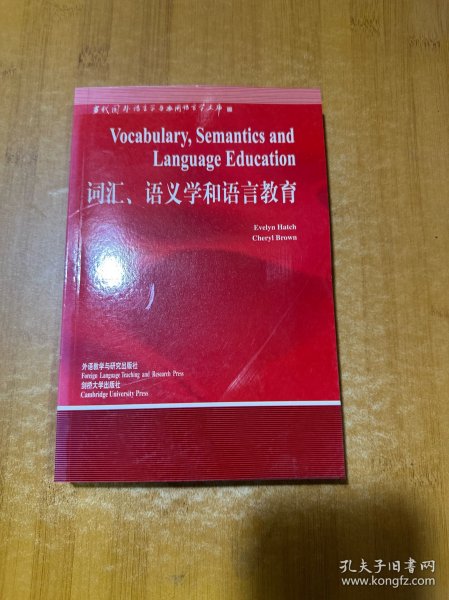 当代国外语言学与应用语言学文库
Vocabulary, Semantics and
Language Education
词汇、语义学和语言教育
Evelyn Hatch
Cheryl Brown
外语教学与研究出版社
Foreign Language Teaching and Research Press
剑桥大学出版社
Cambridge University Press
孔夫子旧书网
www.kongfz.com